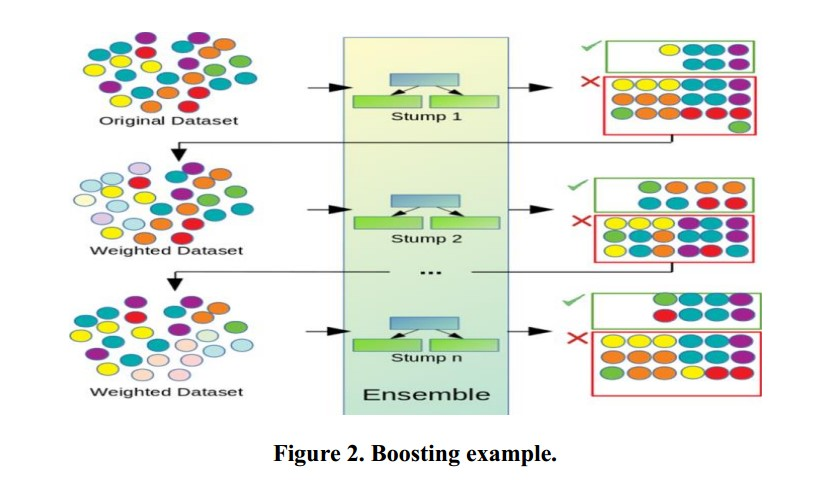 Original Dataset
Stump 1
Weighted Dataset
Stump 2
...
Weighted Dataset
Stump n
Ensemble
Figure 2. Boosting example.